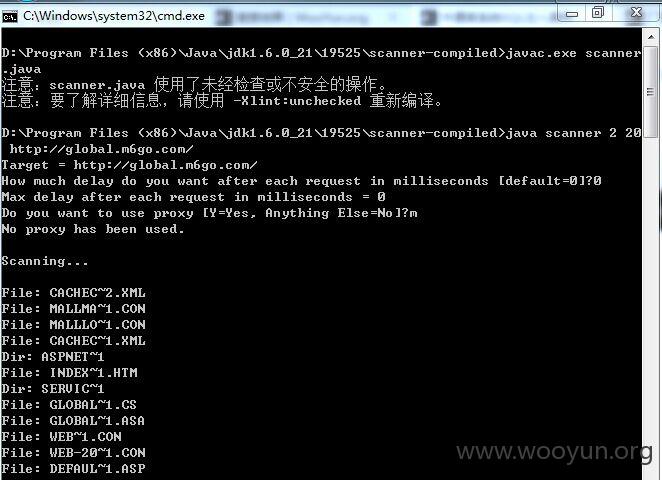 C:\Windows\system32\cmd.exe
D:\Program Files (x86)\Java\jdk1.6.0_21\19525\scanner-compiled>javac.exe scanner
.java
注意：scanner.java 使用了未经检查或不安全的操作。
注意：要了解详细信息，请使用 -Xlint:unchecked 重新编译。
D:\Program Files (x86)\Java\jdk1.6.0_21\19525\scanner-compiled>java scanner 2 20
http://global.m6go.com/
Target = http://global.m6go.com/
How much delay do you want after each request in milliseconds [default=0]?0
Max delay after each request in milliseconds = 0
Do you want to use proxy [Y=Yes, Anything Else=No]?m
No proxy has been used.
Scanning...
File: CACHEC~2.XML
File: MALLMA~1.CON
File: MALLLO~1.CON
File: CACHEC~1.XML
Dir: ASPNET~1
File: INDEX~1.HTM
Dir: SERVIC~1
File: GLOBAL~1.CS
File: GLOBAL~1.ASA
File: WEB~1.CON
File: WEB-20~1.CON
File: DEFAUL~1.ASP
www.wooyun.org